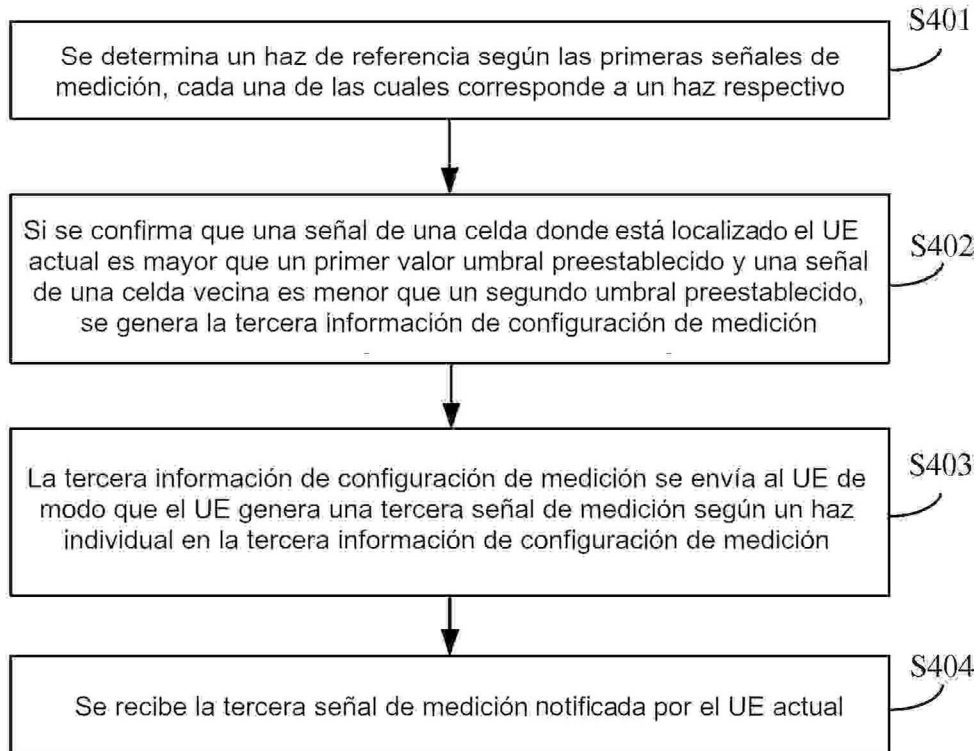 S401
Se determina un haz de referencia según las primeras señales de
medición, cada una de las cuales corresponde a un haz respectivo
S402
Si se confirma que una señal de una celda donde está localizado el UE
actual es mayor que un primer valor umbral preestablecido y una señal
de una celda vecina es menor que un segundo umbral preestablecido,
se genera la tercera información de configuración de medición
S403
La tercera información de configuración de medición se envía al UE de
modo que el UE genera una tercera señal de medición según un haz
individual en la tercera información de configuración de medición
S404
Se recibe la tercera señal de medición notificada por el UE actual